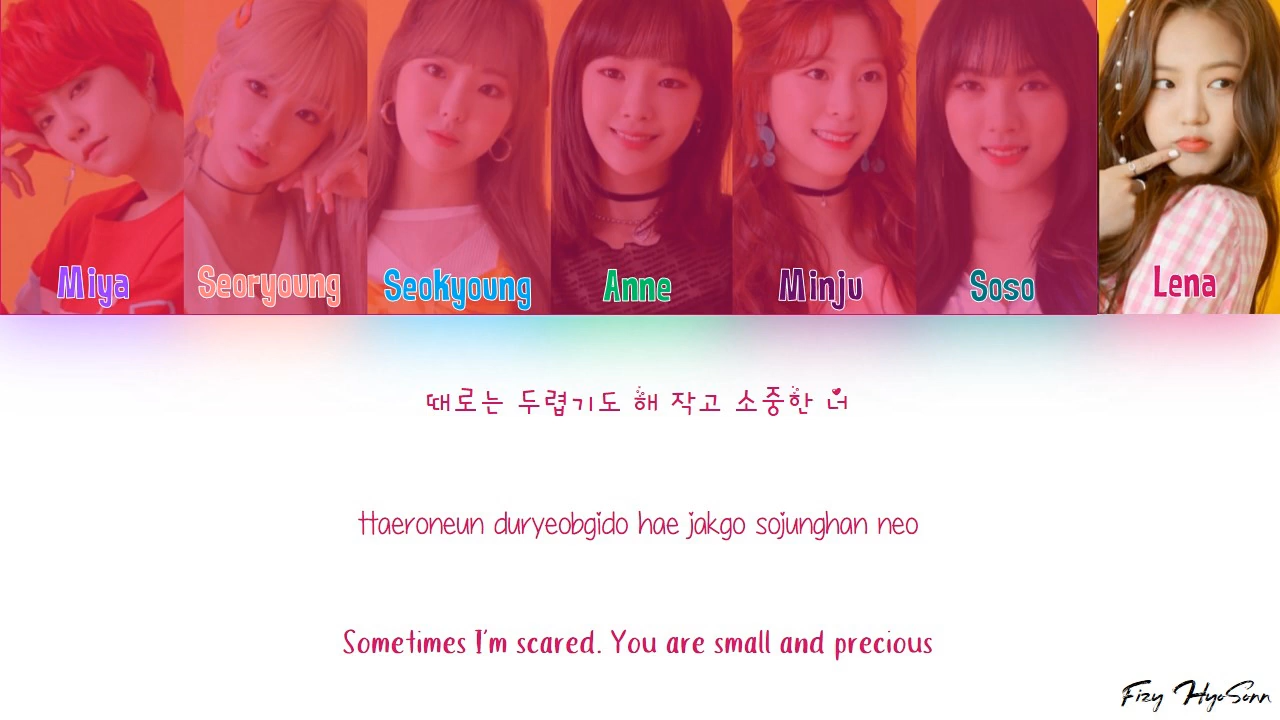 Miya Seoryoung Seokyoung Anne Minju Soso Lena
때로는 두렵기도 해 작고 소중한 너
ttaeroneun duryeobgido hae jakgo sojunghan neo
Sometimes I'm scared. You are small and precious
Fizy HyoSonn